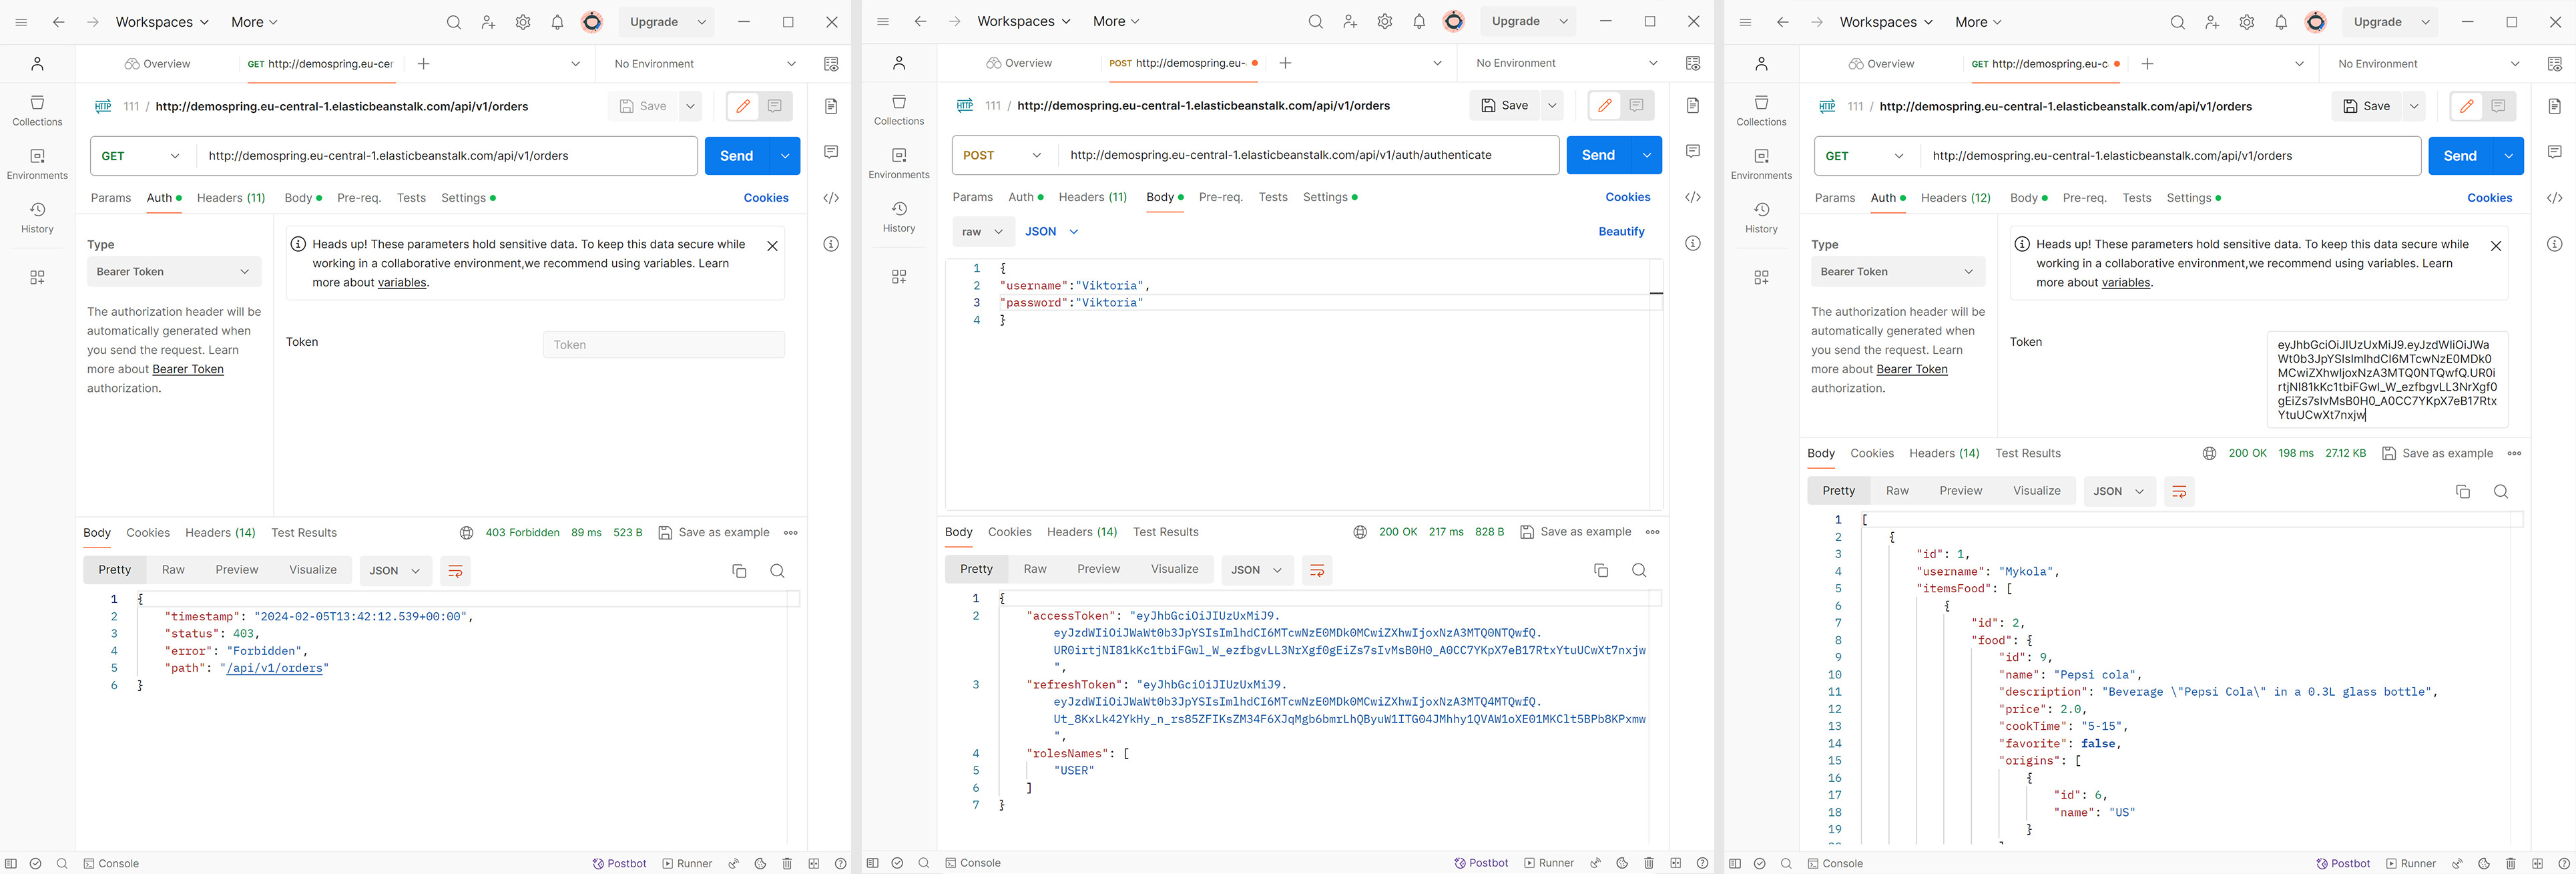 Workspaces More Upgrade
Overview GET http://demospring.eu-cer No Environment
HTTP 111 / http://demospring.eu-central-1.elasticbeanstalk.com/api/v1/orders Save
GET http://demospring.eu-central-1.elasticbeanstalk.com/api/v1/orders Send
Params Auth Headers (11) Body Pre-req. Tests Settings Cookies
Collections
Environments
History
Type
Bearer Token
The authorization header will be
automatically generated when
you send the request. Learn
more about Bearer Token
authorization.
Heads up! These parameters hold sensitive data. To keep this data secure while
working in a collaborative environment,we recommend using variables. Learn
more about variables.
Token Token
Body Cookies Headers (14) Test Results 403 Forbidden 89 ms 523 B Save as example
Pretty Raw Preview Visualize JSON
1 {
2 "timestamp": "2024-02-05T13:42:12.539+00:00",
3 "status": 403,
4 "error": "Forbidden",
5 "path": "/api/v1/orders"
6 }
Console Postbot Runner
Workspaces More Upgrade
Overview POST http://demospring.eu- No Environment
HTTP 111 / http://demospring.eu-central-1.elasticbeanstalk.com/api/v1/orders Save
POST http://demospring.eu-central-1.elasticbeanstalk.com/api/v1/auth/authenticate Send
Params Auth Headers (11) Body Pre-req. Tests Settings Cookies
Collections
Environments
History
raw JSON Beautify
1 {
2 "username":"Viktoria",
3 "password":"Viktoria"
4 }
Body Cookies Headers (14) Test Results 200 OK 217 ms 828 B Save as example
Pretty Raw Preview Visualize JSON
1 {
2 "accessToken": "eyJhbGciOiJIUzUxMiJ9.
eyJzdWIiOiJWaWt0b3JpYSIsImlhdCI6MTcwNzE0MDk0MCwiZXhwIjoxNzA3MTQ0NTQwfQ.
UR0irtjNI81kKc1tbiFGwl_W_ezfbgvLL3NrXgf0gEiZs7sIvMsB0H0_A0CC7YKpX7eB17RtxYtuUCwXt7nxjw
",
3 "refreshToken": "eyJhbGciOiJIUzUxMiJ9.
eyJzdWIiOiJWaWt0b3JpYSIsImlhdCI6MTcwNzE0MDk0MCwiZXhwIjoxNzA3MTQ4MTQwfQ.
Ut_8KxLk42YkHy_n_rs85ZFIKsZM34F6XJqMgb6bmrLhQByuW1ITG04JMhhy1QVAW1oXE01MKClt5BPb8KPxmw
",
4 "rolesNames": [
5 "USER"
6 ]
7 }
Console Postbot Runner
Workspaces More Upgrade
Overview GET http://demospring.eu-c No Environment
HTTP 111 / http://demospring.eu-central-1.elasticbeanstalk.com/api/v1/orders Save
GET http://demospring.eu-central-1.elasticbeanstalk.com/api/v1/orders Send
Params Auth Headers (12) Body Pre-req. Tests Settings Cookies
Collections
Environments
History
Type
Bearer Token
The authorization header will be
automatically generated when
you send the request. Learn
more about Bearer Token
authorization.
Heads up! These parameters hold sensitive data. To keep this data secure while
working in a collaborative environment,we recommend using variables. Learn
more about variables.
Token
eyJhbGciOiJIUzUxMiJ9.eyJzdWIiOiJWa
Wt0b3JpYSIsImlhdCI6MTcwNzE0MDk0
MCwiZXhwIjoxNzA3MTQ0NTQwfQ.UR0i
rtjNI81kKc1tbiFGwl_W_ezfbgvLL3NrXgf0
gEiZs7sIvMsB0H0_A0CC7YKpX7eB17Rtx
YtuUCwXt7nxjw
Body Cookies Headers (14) Test Results 200 OK 198 ms 27.12 KB Save as example
Pretty Raw Preview Visualize JSON
1 [
2 {
3 "id": 1,
4 "username": "Mykola",
5 "itemsFood": [
6 {
7 "id": 2,
8 "food": {
9 "id": 9,
10 "name": "Pepsi cola",
11 "description": "Beverage \"Pepsi Cola\" in a 0.3L glass bottle",
12 "price": 2.0,
13 "cookTime": "5-15",
14 "favorite": false,
15 "origins": [
16 {
17 "id": 6,
18 "name": "US"
19 }
Console Postbot Runner